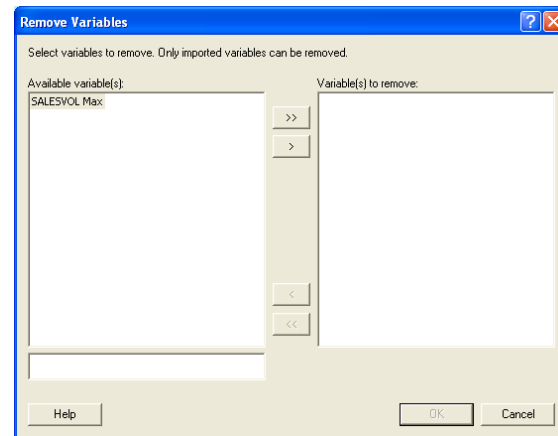 Remove Variables
Select variables to remove. Only imported variables can be removed.
Available variable(s):
Variable(s) to remove:
SALESVOL Max
>>
>
<
<<
Help
OK
Cancel